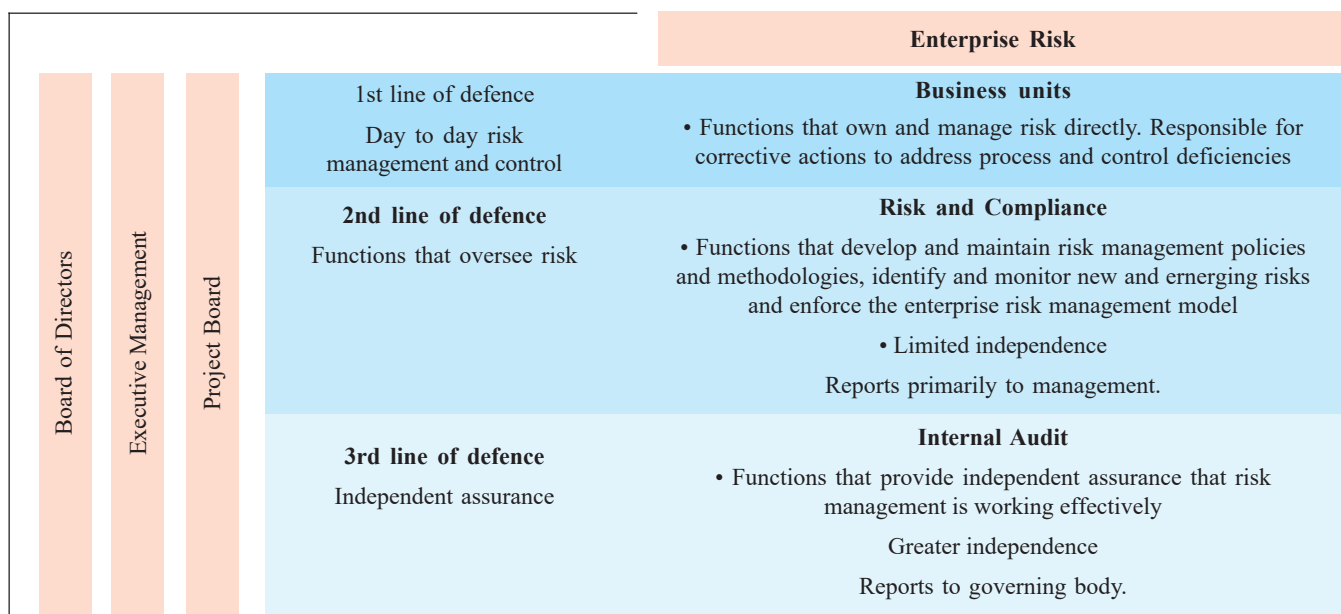 Enterprise Risk
Board of Directors
Executive Management
Project Board
1st line of defence
Day to day risk
management and control
Business units
• Functions that own and manage risk directly. Responsible for
corrective actions to address process and control deficiencies
2nd line of defence
Functions that oversee risk
Risk and Compliance
• Functions that develop and maintain risk management policies
and methodologies, identify and monitor new and ernerging risks
and enforce the enterprise risk management model
• Limited independence
Reports primarily to management.
3rd line of defence
Independent assurance
Internal Audit
• Functions that provide independent assurance that risk
management is working effectively
Greater independence
Reports to governing body.